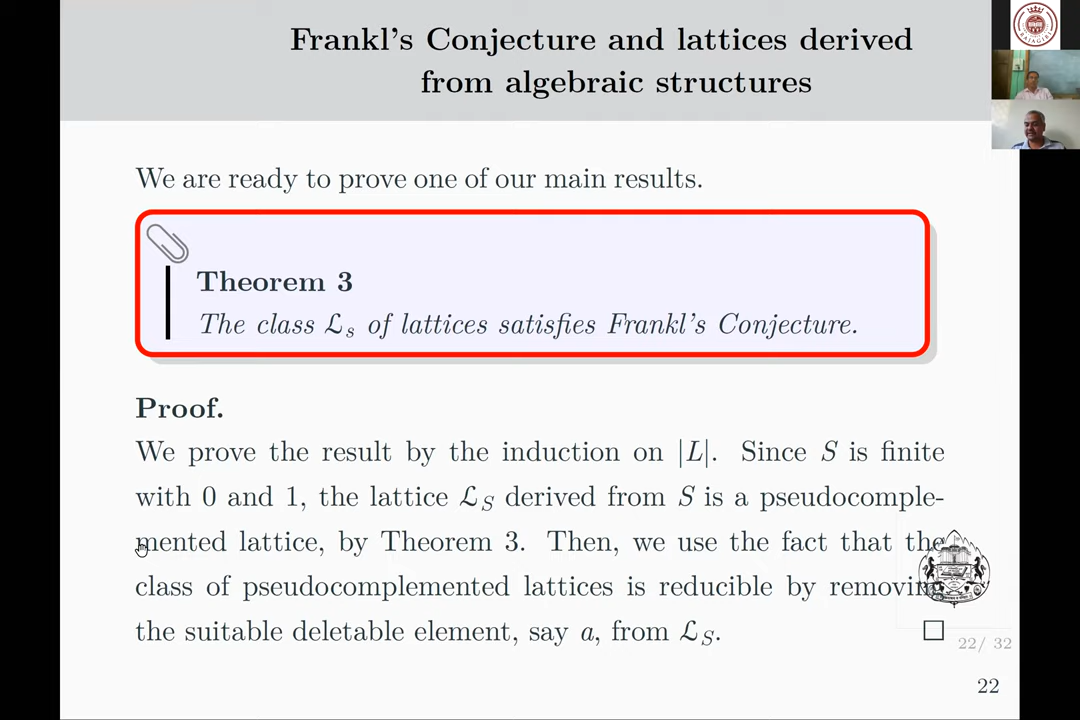 Frankl's Conjecture and lattices derived
from algebraic structures
RAJAGIRI
We are ready to prove one of our main results.
Theorem 3
The class ℒₛ of lattices satisfies Frankl's Conjecture.
Proof.
We prove the result by the induction on |L|. Since S is finite
with 0 and 1, the lattice ℒ_S derived from S is a pseudocomple-
mented lattice, by Theorem 3. Then, we use the fact that the
class of pseudocomplemented lattices is reducible by removing
the suitable deletable element, say a, from ℒ_S.
22/ 32
22